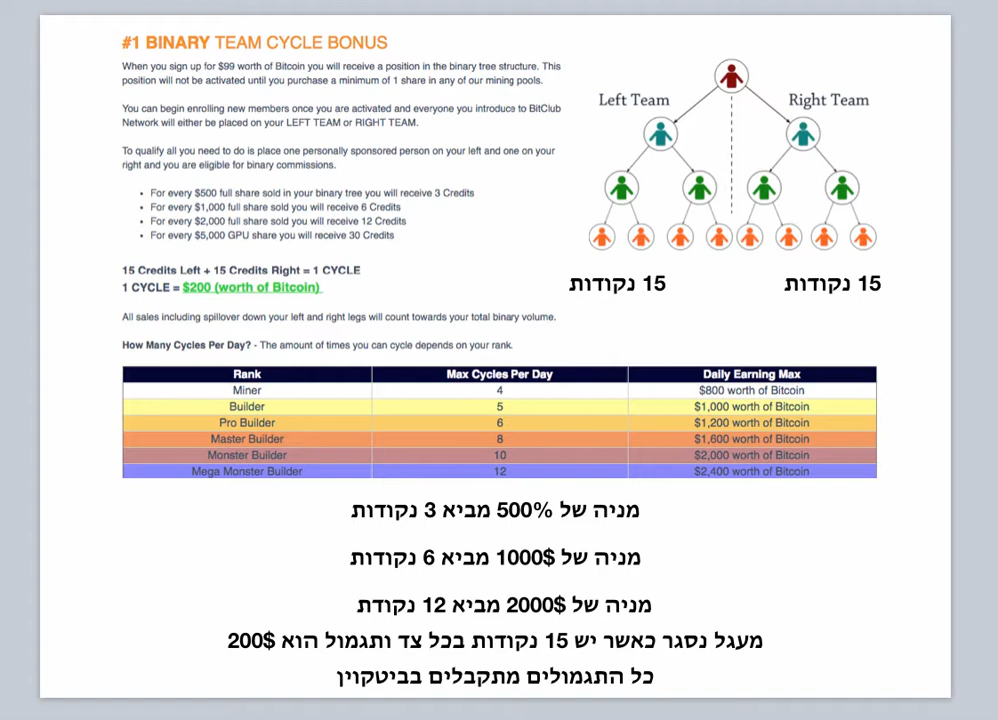 #1 BINARY TEAM CYCLE BONUS
When you sign up for $99 worth of Bitcoin you will receive a position in the binary tree structure. This
position will not be activated until you purchase a minimum of 1 share in any of our mining pools.
You can begin enrolling new members once you are activated and everyone you introduce to BitClub
Network will either be placed on your LEFT TEAM or RIGHT TEAM.
To qualify all you need to do is place one personally sponsored person on your left and one on your
right and you are eligible for binary commissions.
• For every $500 full share sold in your binary tree you will receive 3 Credits
• For every $1,000 full share sold you will receive 6 Credits
• For every $2,000 full share sold you will receive 12 Credits
• For every $5,000 GPU share you will receive 30 Credits
15 Credits Left + 15 Credits Right = 1 CYCLE
1 CYCLE = $200 (worth of Bitcoin)
Left Team
Right Team
15 נקודות
15 נקודות
All sales including spillover down your left and right legs will count towards your total binary volume.
How Many Cycles Per Day? - The amount of times you can cycle depends on your rank.
Rank Max Cycles Per Day Daily Earning Max
Miner 4 $800 worth of Bitcoin
Builder 5 $1,000 worth of Bitcoin
Pro Builder 6 $1,200 worth of Bitcoin
Master Builder 8 $1,600 worth of Bitcoin
Monster Builder 10 $2,000 worth of Bitcoin
Mega Monster Builder 12 $2,400 worth of Bitcoin
מניה של 500% מביא 3 נקודות
מניה של 1000$ מביא 6 נקודות
מניה של 2000$ מביא 12 נקודת
מעגל נסגר כאשר יש 15 נקודות בכל צד ותגמול הוא 200$
כל התגמולים מתקבלים בביטקוין